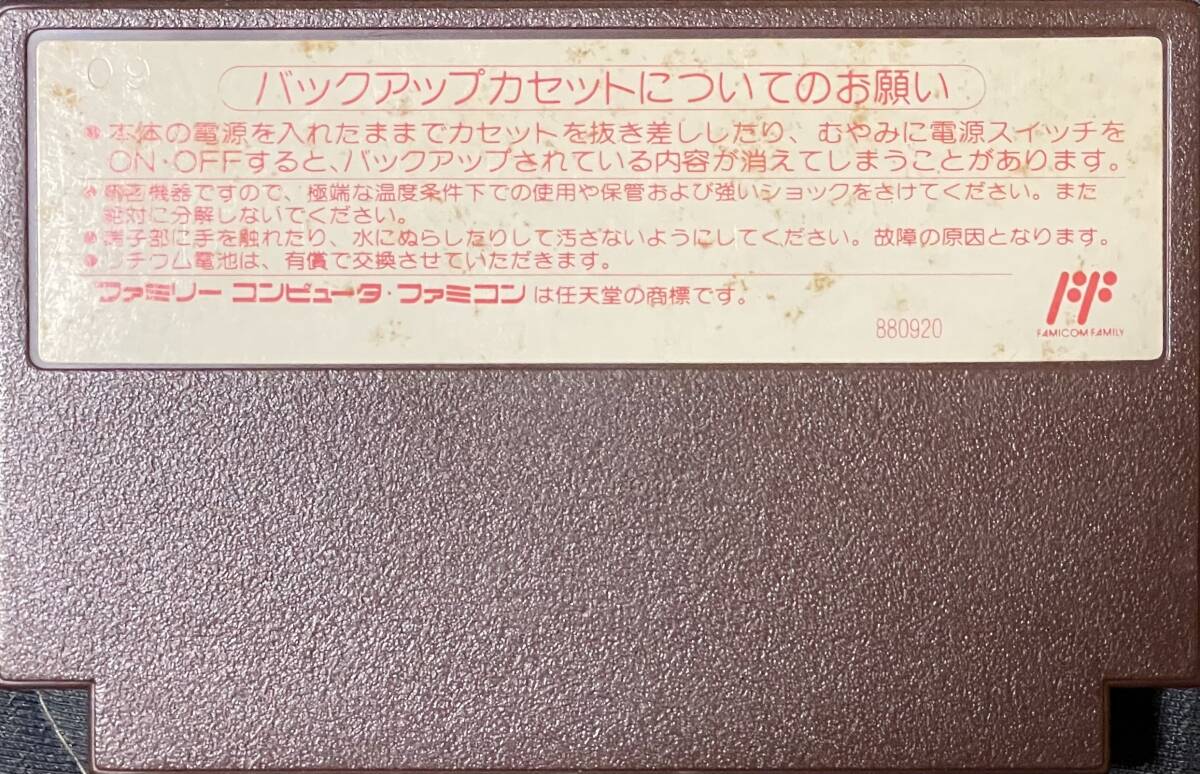 09
バックアップカセットについてのお願い
●本体の電源を入れたままでカセットを抜き差ししたり、むやみに電源スイッチを
ON・OFFすると、バックアップされている内容が消えてしまうことがあります。
●精密機器ですので、極端な温度条件下での使用や保管および強いショックをさけてください。また
絶対に分解しないでください。
●端子部に手を触れたり、水にぬらしたりして汚さないようにしてください。故障の原因となります。
●リチウム電池は、有償で交換させていただきます。
ファミリーコンピュータ・ファミコンは任天堂の商標です。
880920
FAMICOM FAMILY